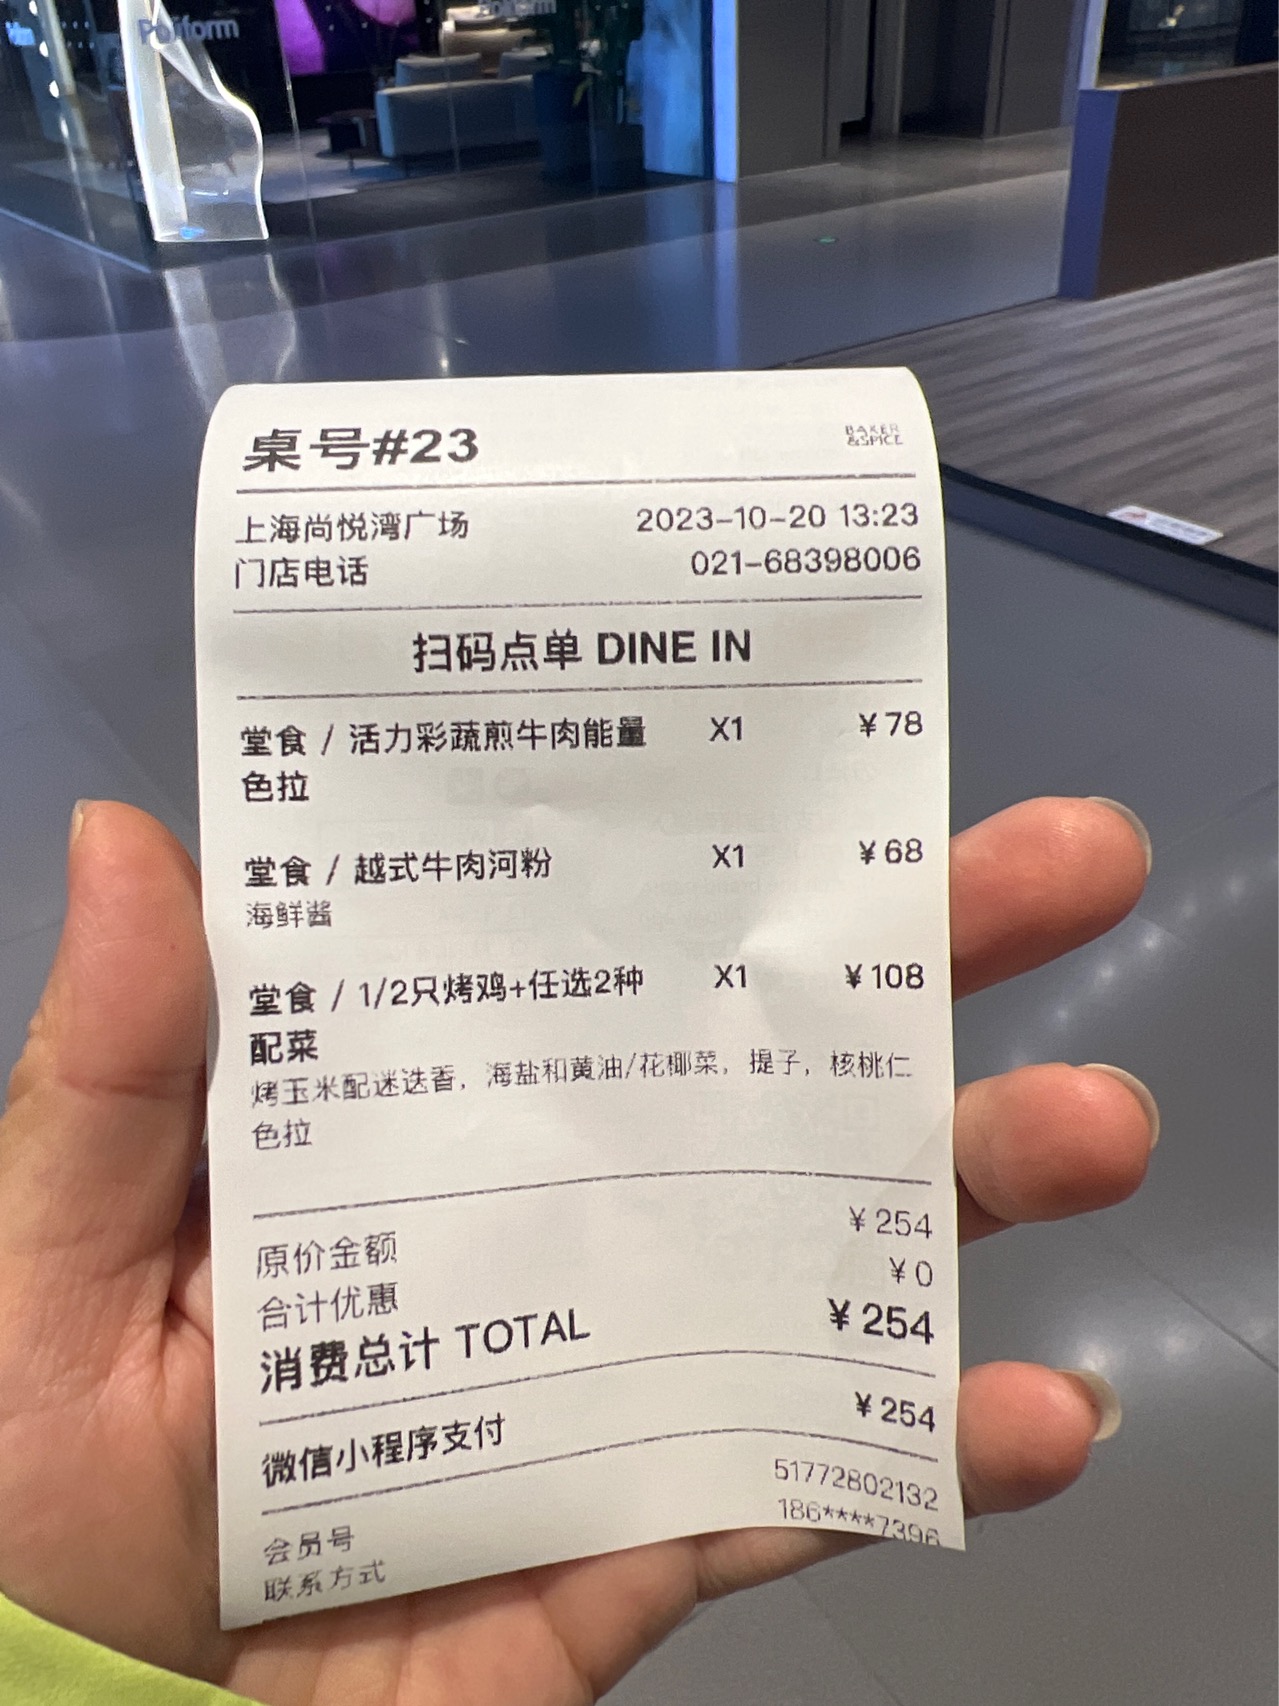 Poliform
Poliform
桌号#23
BAKER
&SPICE
上海尚悦湾广场 2023-10-20 13:23
门店电话 021-68398006
扫码点单 DINE IN
堂食 / 活力彩蔬煎牛肉能量 X1 ¥78
色拉
堂食 / 越式牛肉河粉 X1 ¥68
海鲜酱
堂食 / 1/2只烤鸡+任选2种 X1 ¥108
配菜
烤玉米配迷迭香，海盐和黄油/花椰菜，提子，核桃仁
色拉
原价金额 ¥254
合计优惠 ¥0
消费总计 TOTAL ¥254
微信小程序支付 ¥254
会员号 51772802132
联系方式 186****7396